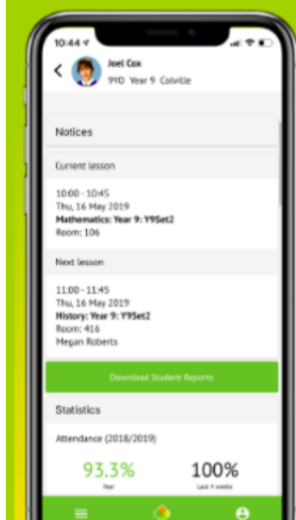 10:44
Joel Cox
9YD Year 9 Colville
Notices
Current lesson
10:00 - 10:45
Thu, 16 May 2019
Mathematics: Year 9: Y9Set2
Room: 106
Next lesson
11:00 - 11:45
Thu, 16 May 2019
History: Year 9: Y9Set2
Room: 416
Megan Roberts
Download Student Reports
Statistics
Attendance (2018/2019)
93.3% 100%
Year Last 4 weeks